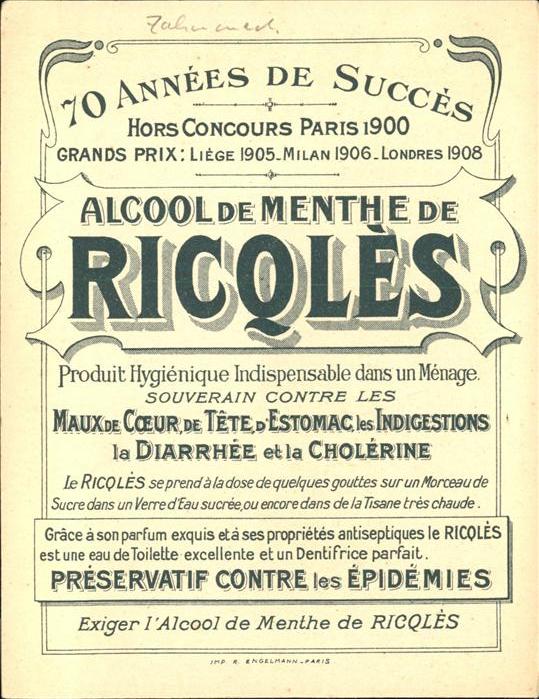 70 ANNÉES DE SUCCÈS
HORS CONCOURS PARIS 1900
GRANDS PRIX: LIÈGE 1905_MILAN 1906_LONDRES 1908
ALCOOL DE MENTHE DE
RICQLÈS
Produit Hygiénique Indispensable dans un Ménage.
SOUVERAIN CONTRE LES
MAUX DE CŒUR, DE TÊTE, D'ESTOMAC, les INDIGESTIONS
la DIARRHÉE et la CHOLÉRINE
Le RICQLÈS se prend à la dose de quelques gouttes sur un Morceau de
Sucre dans un Verre d'Eau sucrée, ou encore dans de la Tisane très chaude.
Grâce à son parfum exquis et à ses propriétés antiseptiques le RICQLÈS
est une eau de Toilette excellente et un Dentifrice parfait.
PRÉSERVATIF CONTRE les ÉPIDÉMIES
Exiger l'Alcool de Menthe de RICQLÈS
IMP. R. ENGELMANN_PARIS.